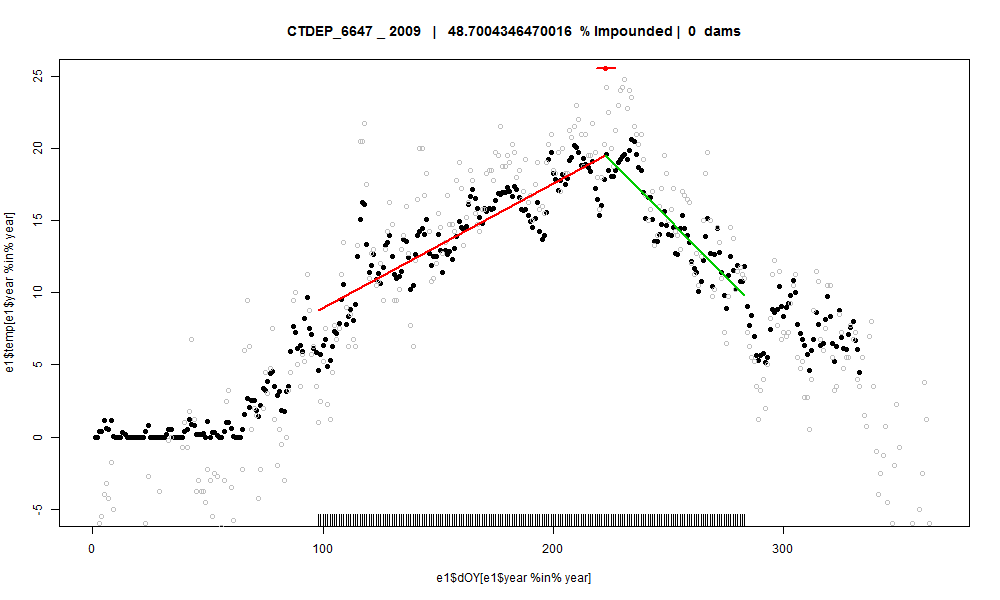 CTDEP_6647 _ 2009 | 48.7004346470016 % Impounded | 0 dams
25
20
15
10
5
0
-5
e1$temp[e1$year %in% year]
0 100 200 300
e1$dOY[e1$year %in% year]